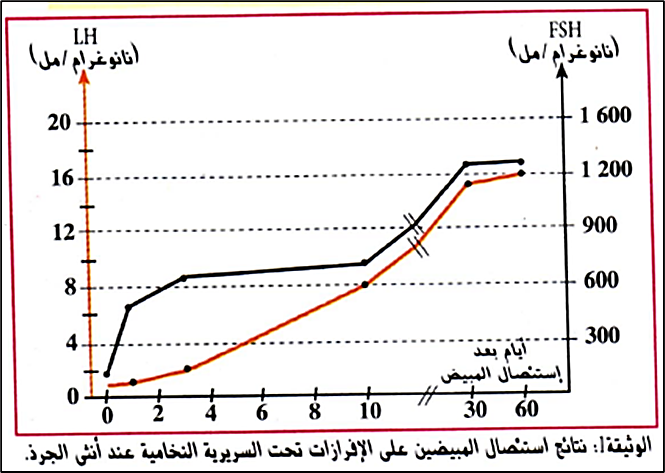 LH
(نانوغرام/مل)
FSH
(نانوغرام/مل)
20
16
12
8
4
0
1 600
1 200
900
600
300
أيام بعد
إستئصال المبيض
0 2 4 6 8 10 30 60
الوثيقة1: نتائج استئصال المبيضين على الإفرازات تحت السريرية النخامية عند أنثى الجرذ.